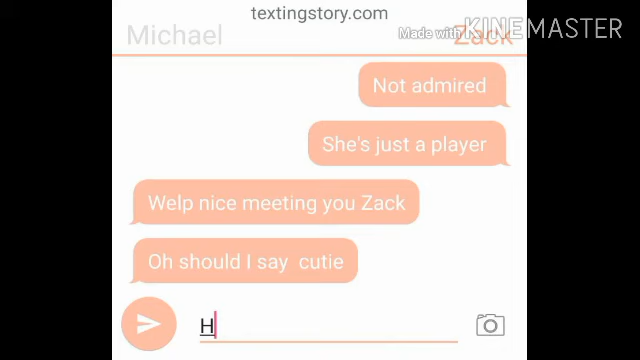 textingstory.com
Michael
Zack
Made with KINEMASTER
Not admired
She's just a player
Welp nice meeting you Zack
Oh should I say cutie
H